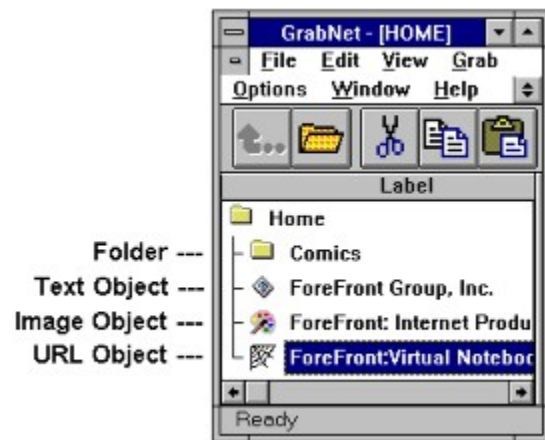 GrabNet - [HOME]
File Edit View Grab
Options Window Help
Label
Home
Folder --- Comics
Text Object --- ForeFront Group, Inc.
Image Object --- ForeFront: Internet Produ
URL Object --- ForeFront:Virtual Noteboo
Ready